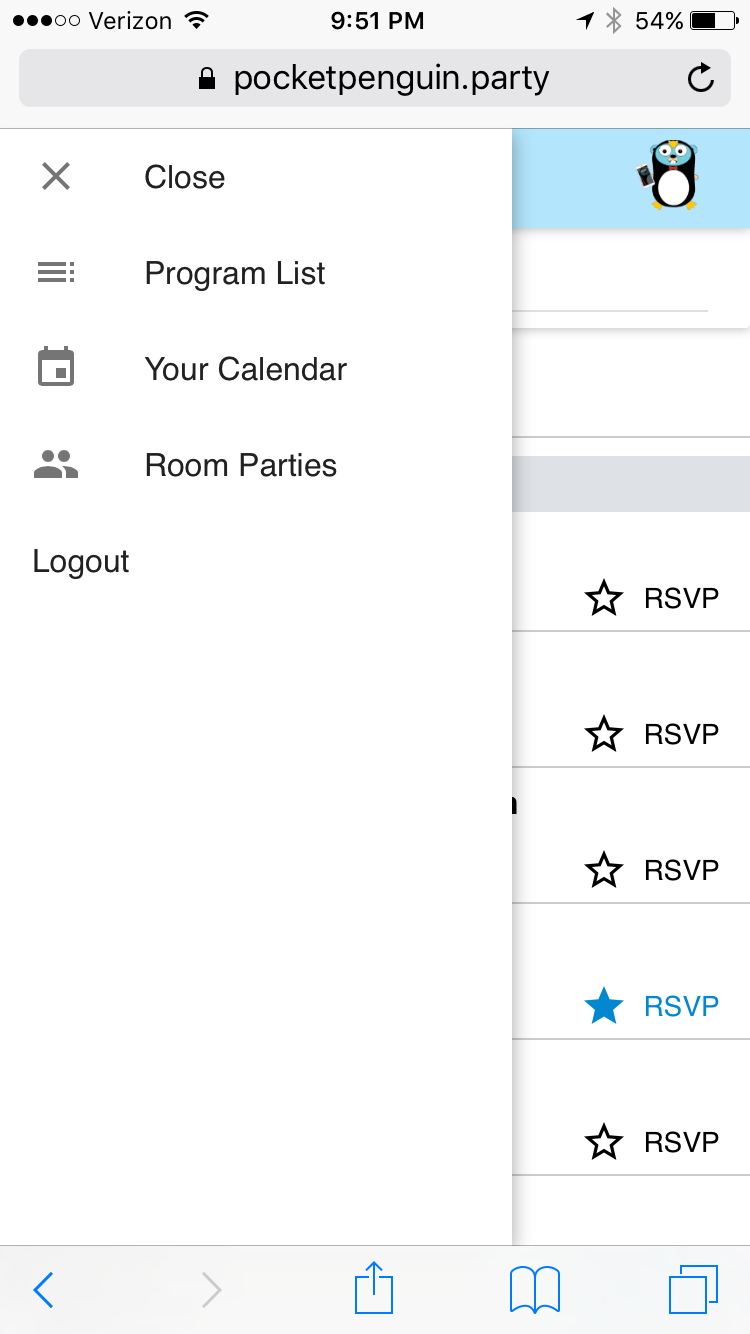 Verizon 9:51 PM 54%
pocketpenguin.party
Close
Program List
Your Calendar
Room Parties
Logout
RSVP
RSVP
RSVP
RSVP
RSVP